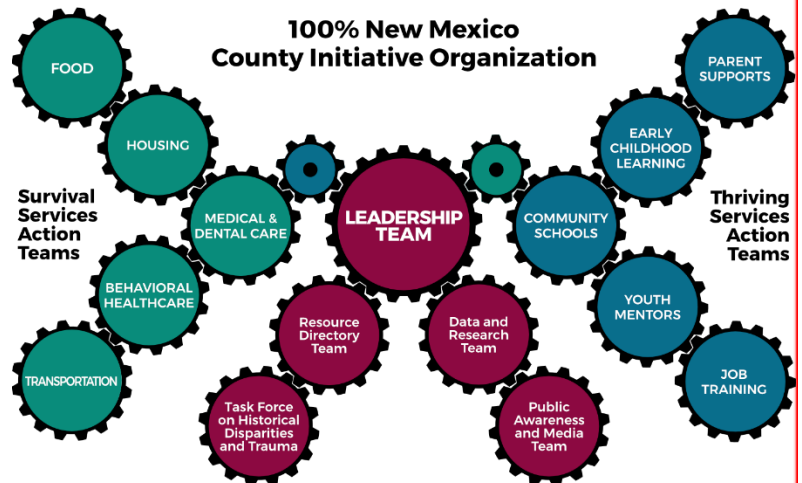 100% New Mexico
County Initiative Organization
FOOD
HOUSING
MEDICAL &
DENTAL CARE
BEHAVIORAL
HEALTHCARE
TRANSPORTATION
Survival
Services
Action
Teams
LEADERSHIP
TEAM
Resource
Directory
Team
Data and
Research
Team
Task Force
on Historical
Disparities
and Trauma
Public
Awareness
and Media
Team
PARENT
SUPPORTS
EARLY
CHILDHOOD
LEARNING
COMMUNITY
SCHOOLS
YOUTH
MENTORS
JOB
TRAINING
Thriving
Services
Action
Teams